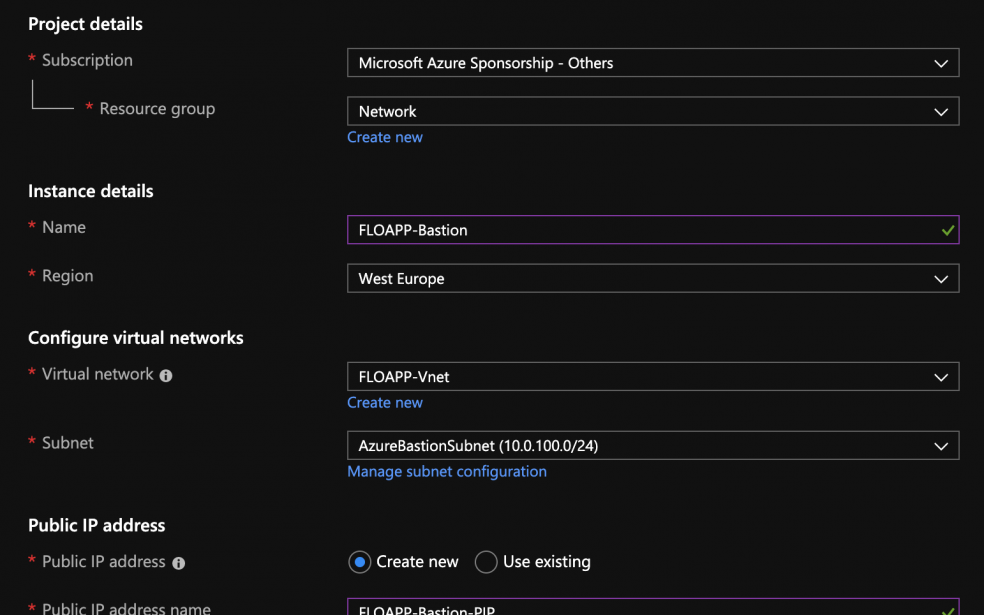 Project details
* Subscription
Microsoft Azure Sponsorship - Others
* Resource group
Network
Create new
Instance details
* Name
FLOAPP-Bastion
* Region
West Europe
Configure virtual networks
* Virtual network
FLOAPP-Vnet
Create new
* Subnet
AzureBastionSubnet (10.0.100.0/24)
Manage subnet configuration
Public IP address
* Public IP address
Create new
Use existing
* Public IP address name
FLOAPP-Bastion-PIP